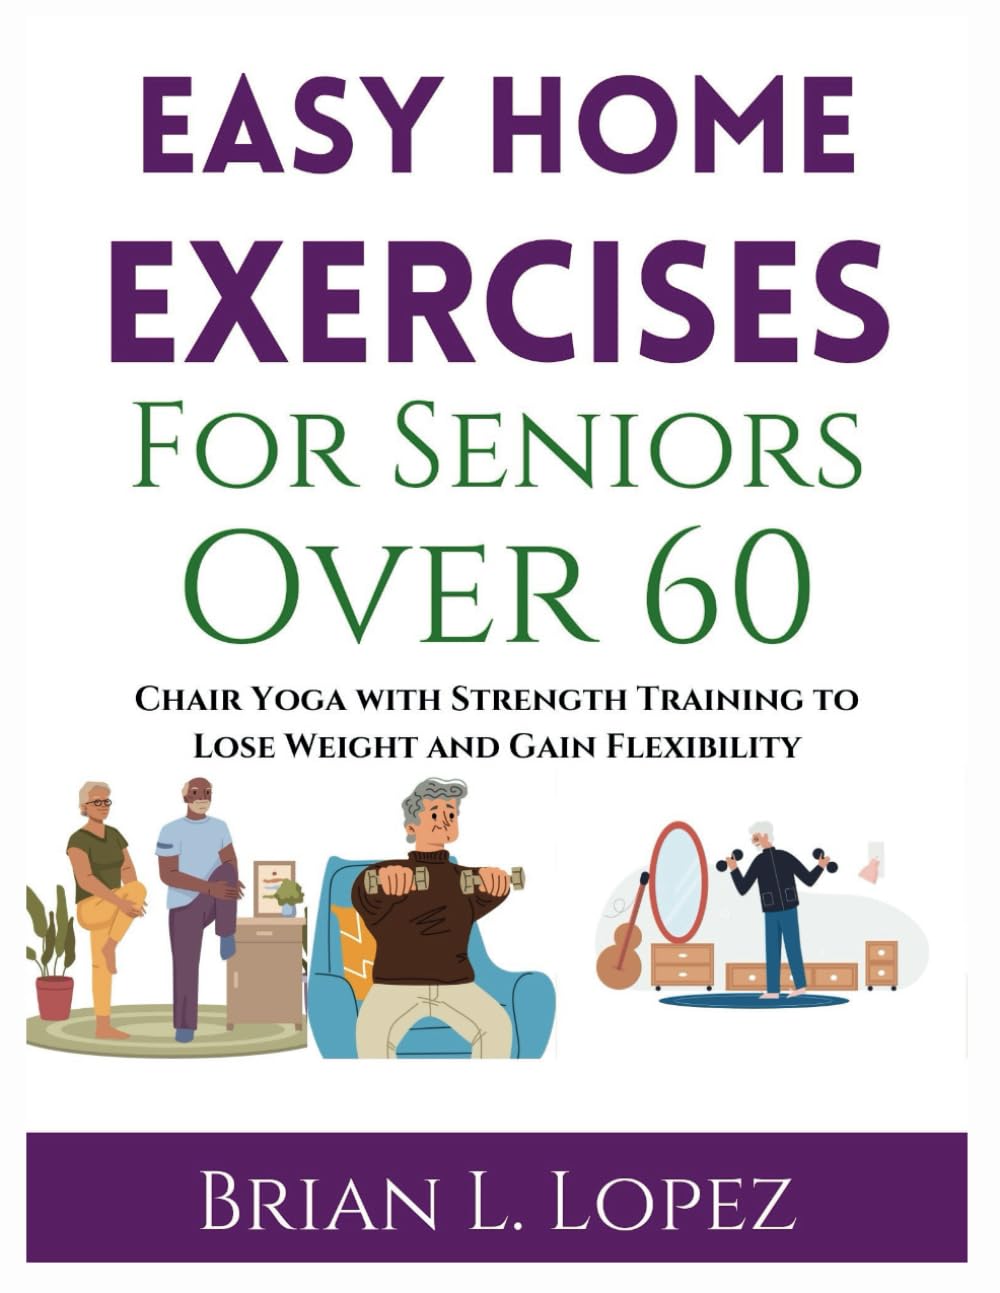 EASY HOME
EXERCISES
FOR SENIORS
OVER 60
CHAIR YOGA WITH STRENGTH TRAINING TO
LOSE WEIGHT AND GAIN FLEXIBILITY
BRIAN L. LOPEZ